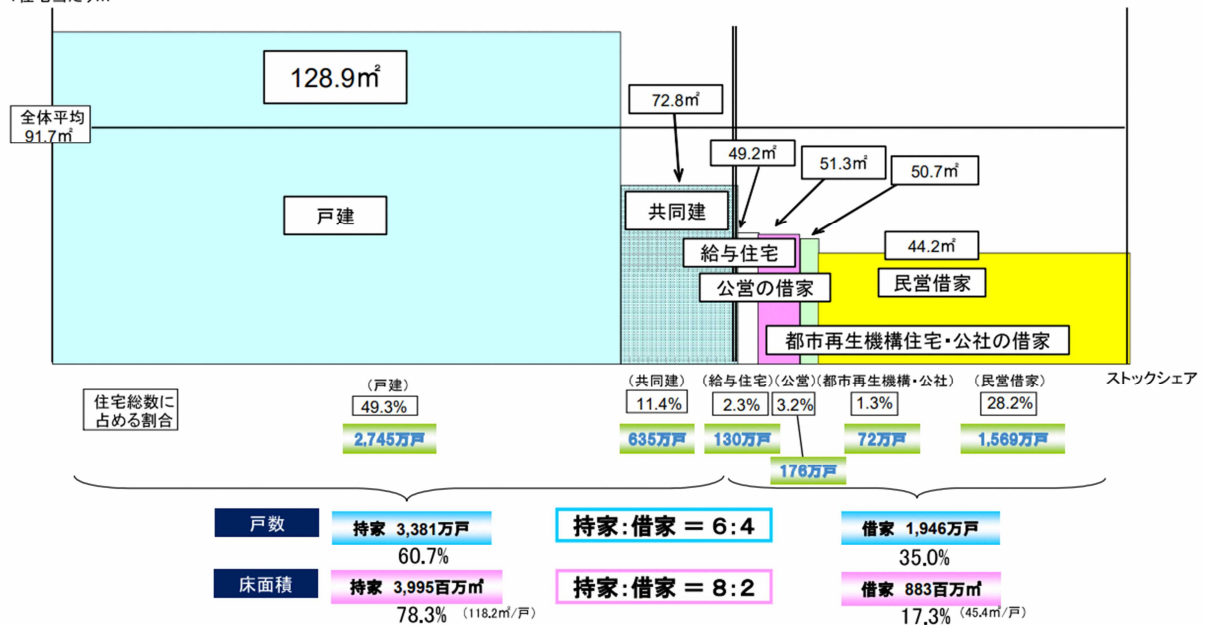 128.9㎡
72.8㎡
全体平均
91.7㎡
49.2㎡
51.3㎡
50.7㎡
戸建
共同建
44.2㎡
給与住宅
公営の借家
民営借家
都市再生機構住宅・公社の借家
ストックシェア
住宅総数に
占める割合
(戸建)
49.3%
2,745万戸
(共同建)
11.4%
635万戸
(給与住宅)
2.3%
130万戸
(公営)
3.2%
176万戸
(都市再生機構・公社)
1.3%
72万戸
(民営借家)
28.2%
1,569万戸
戸数
持家 3,381万戸
60.7%
持家:借家 = 6:4
借家 1,946万戸
35.0%
床面積
持家 3,995百万㎡
78.3% (118.2㎡/戸)
持家:借家 = 8:2
借家 883百万㎡
17.3% (45.4㎡/戸)